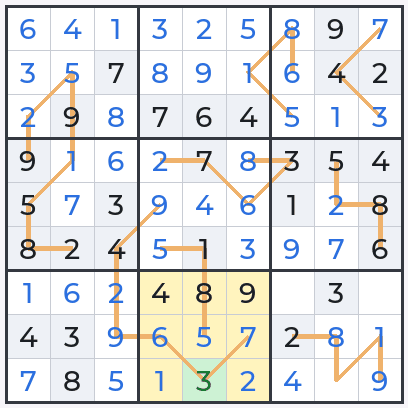 6 4 1 3 2 5 8 9 7
3 5 7 8 9 1 6 4 2
2 9 8 7 6 4 5 1 3
9 1 6 2 7 8 3 5 4
5 7 3 9 4 6 1 2 8
8 2 4 5 1 3 9 7 6
1 6 2 4 8 9 3
4 3 9 6 5 7 2 8 1
7 8 5 1 3 2 4 9